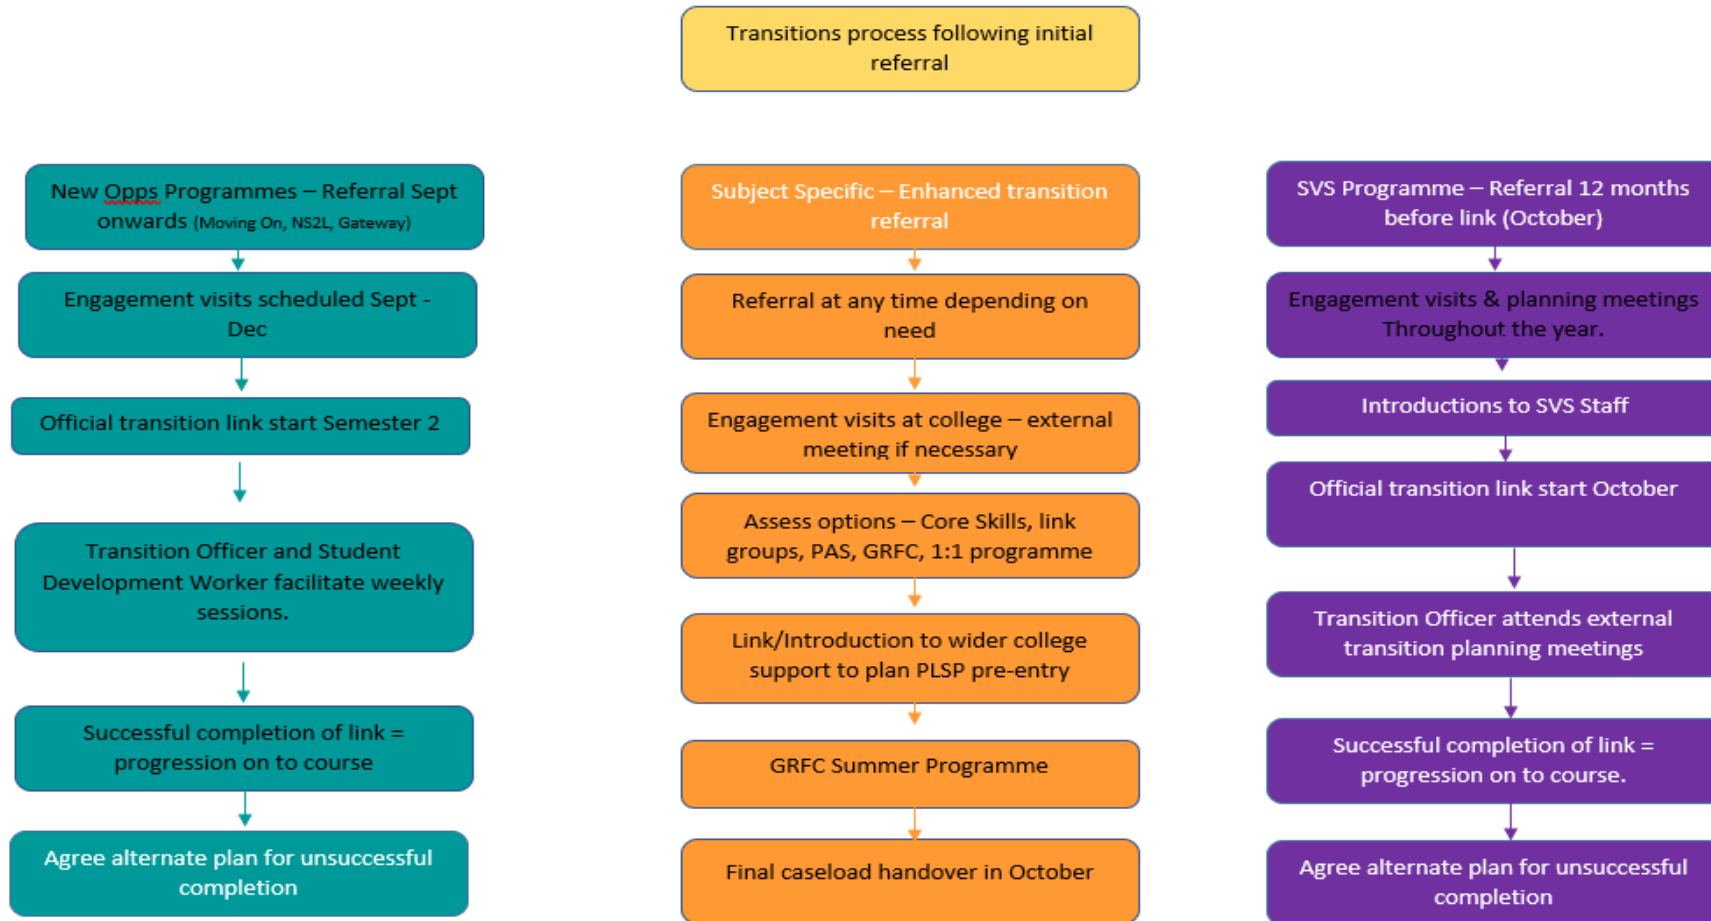 Transitions process following initial
referral
New Opps Programmes – Referral Sept
onwards (Moving On, NS2L, Gateway)
Engagement visits scheduled Sept -
Dec
Official transition link start Semester 2
Transition Officer and Student
Development Worker facilitate weekly
sessions.
Successful completion of link =
progression on to course
Agree alternate plan for unsuccessful
completion
Subject Specific – Enhanced transition
referral
Referral at any time depending on
need
Engagement visits at college – external
meeting if necessary
Assess options – Core Skills, link
groups, PAS, GRFC, 1:1 programme
Link/Introduction to wider college
support to plan PLSP pre-entry
GRFC Summer Programme
Final caseload handover in October
SVS Programme – Referral 12 months
before link (October)
Engagement visits & planning meetings
Throughout the year.
Introductions to SVS Staff
Official transition link start October
Transition Officer attends external
transition planning meetings
Successful completion of link =
progression on to course.
Agree alternate plan for unsuccessful
completion